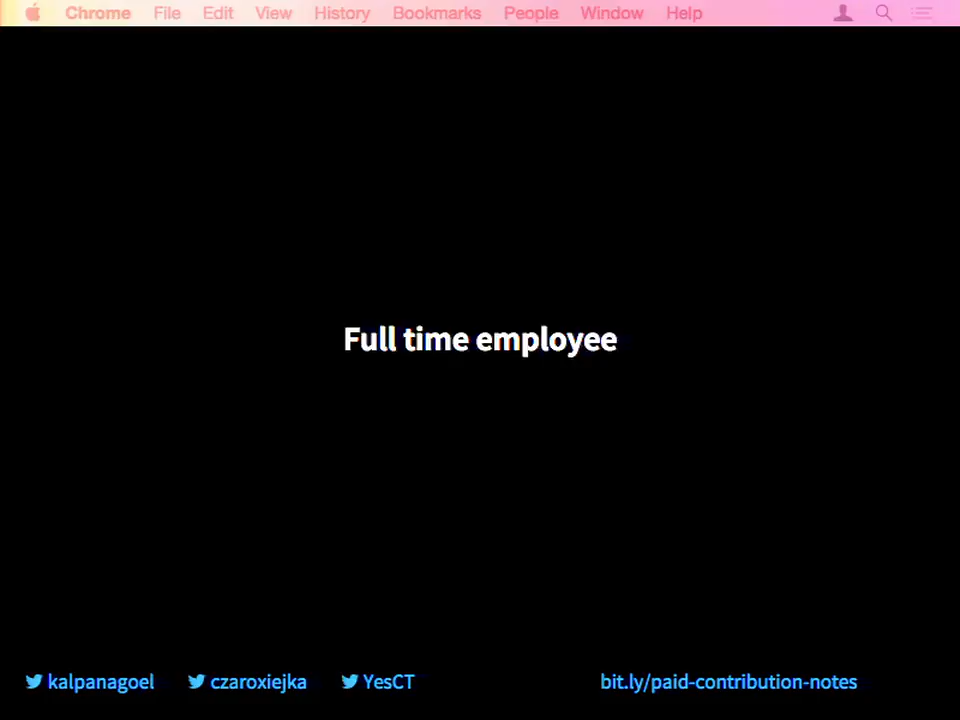 Chrome File Edit View History Bookmarks People Window Help
Full time employee
kalpanagoel czaroxiejka YesCT bit.ly/paid-contribution-notes